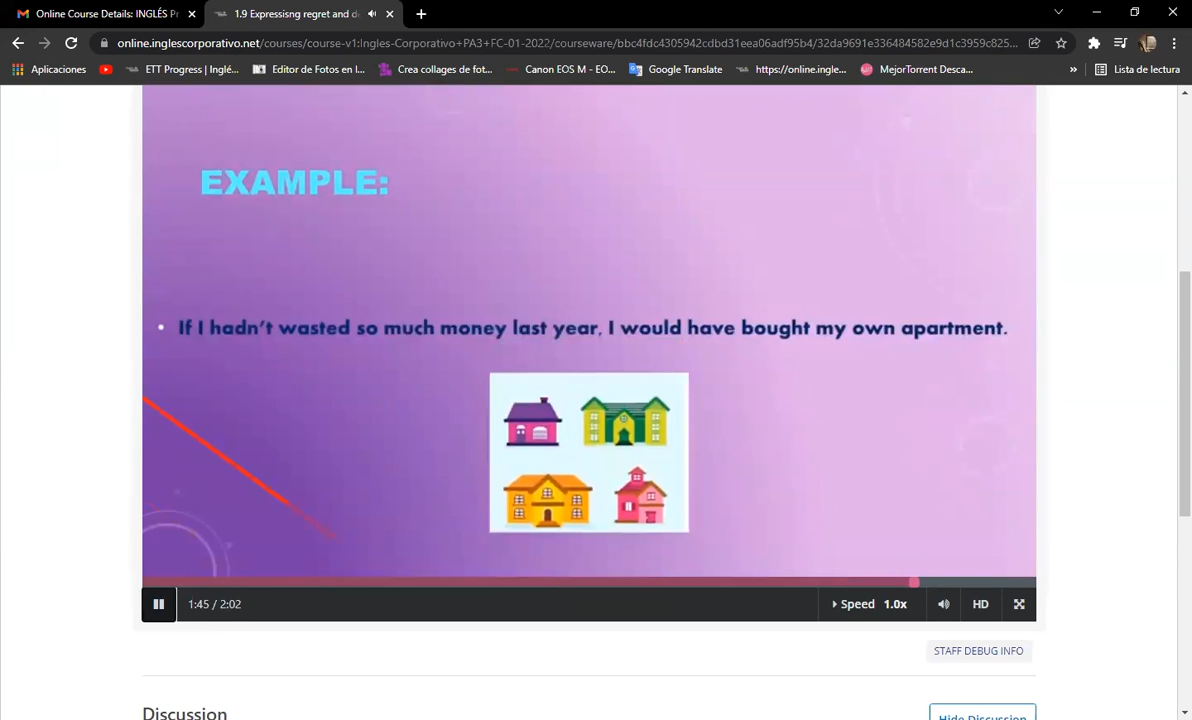 Online Course Details: INGLÉS Pr
1.9 Expressisng regret and de
online.inglescorporativo.net/courses/course-v1:Ingles-Corporativo+PA3+FC-01-2022/courseware/bbc4fdc4305942cdbd31eea06adf95b4/32da9691e336484582e9d1c3959c825...
Aplicaciones
ETT Progress | Inglé...
Editor de Fotos en l...
Crea collages de fot...
Canon EOS M - EO...
Google Translate
https://online.ingle...
MejorTorrent Desca...
»
Lista de lectura
EXAMPLE:
• If I hadn't wasted so much money last year, I would have bought my own apartment.
1:45 / 2:02
Speed 1.0x
HD
STAFF DEBUG INFO
Discussion
Hide Discussion